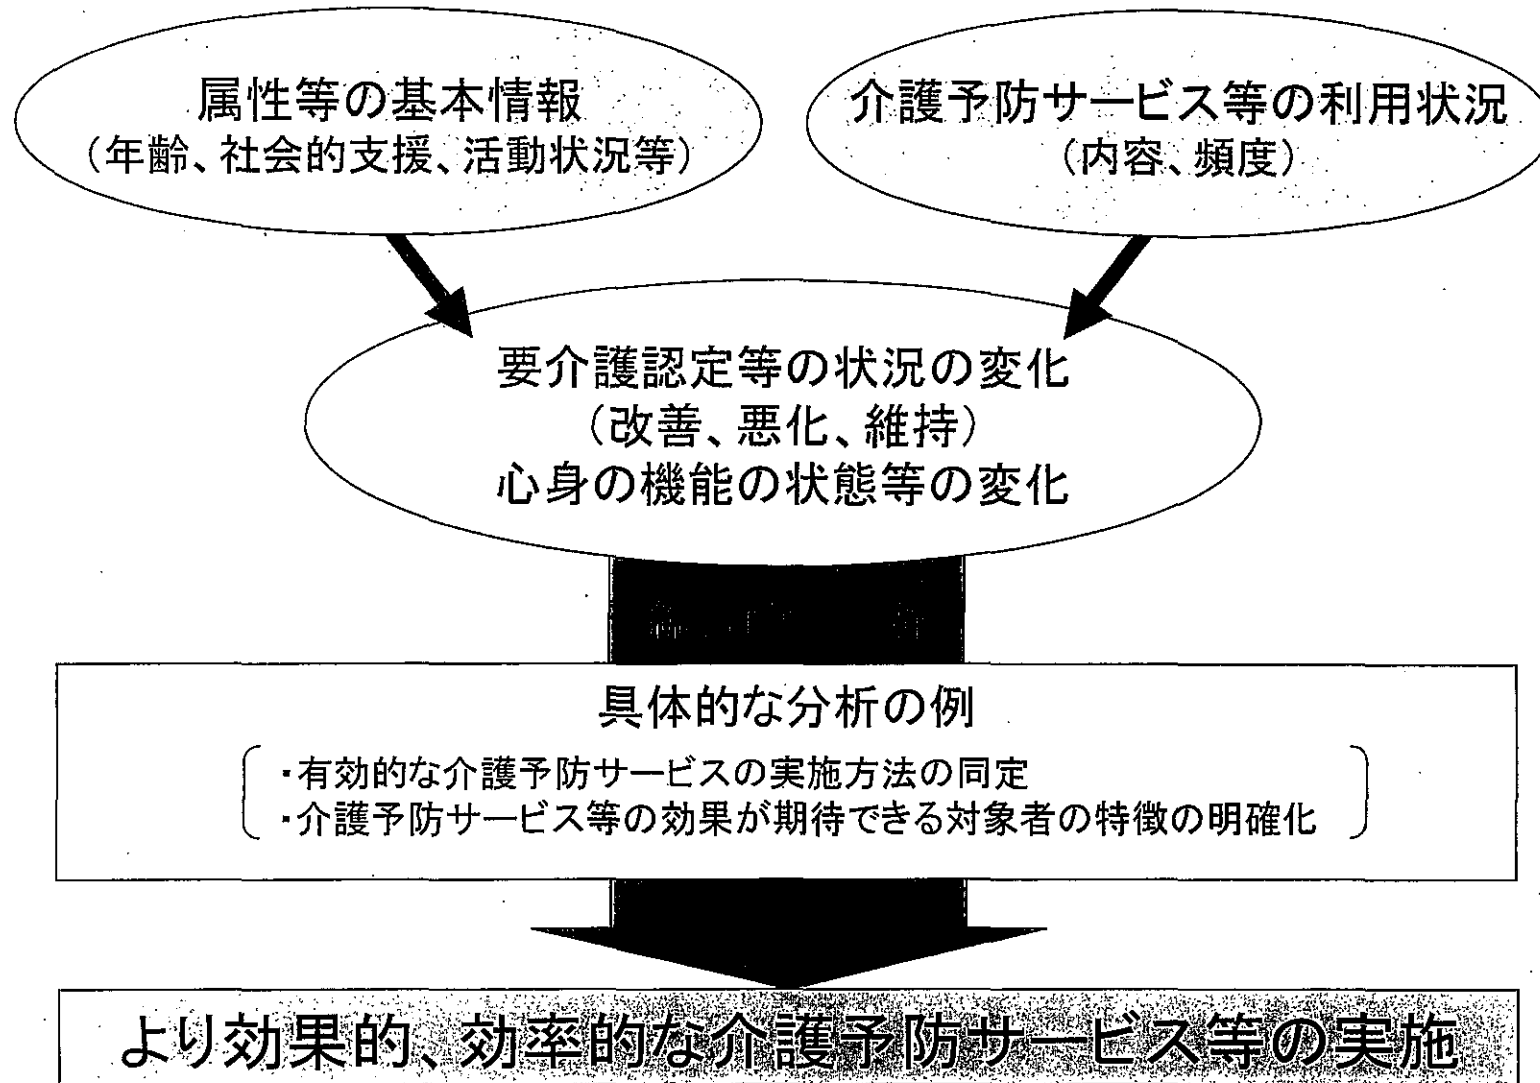 属性等の基本情報
（年齢、社会的支援、活動状況等）
介護予防サービス等の利用状況
（内容、頻度）
要介護認定等の状況の変化
（改善、悪化、維持）
心身の機能の状態等の変化
具体的な分析の例
・有効的な介護予防サービスの実施方法の同定
・介護予防サービス等の効果が期待できる対象者の特徴の明確化
より効果的、効率的な介護予防サービス等の実施